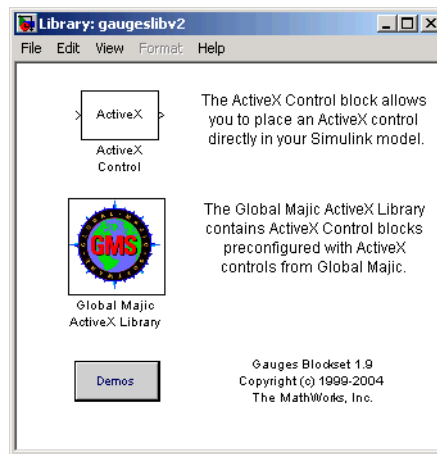 Library: gaugeslibv2
File Edit View Format Help
ActiveX
ActiveX
Control
The ActiveX Control block allows
you to place an ActiveX control
directly in your Simulink model.
GLOBAL MAJIC
GMS
Global Majic
ActiveX Library
The Global Majic ActiveX Library
contains ActiveX Control blocks
preconfigured with ActiveX
controls from Global Majic.
Demos
Gauges Blockset 1.9
Copyright (c) 1999-2004
The MathWorks, Inc.